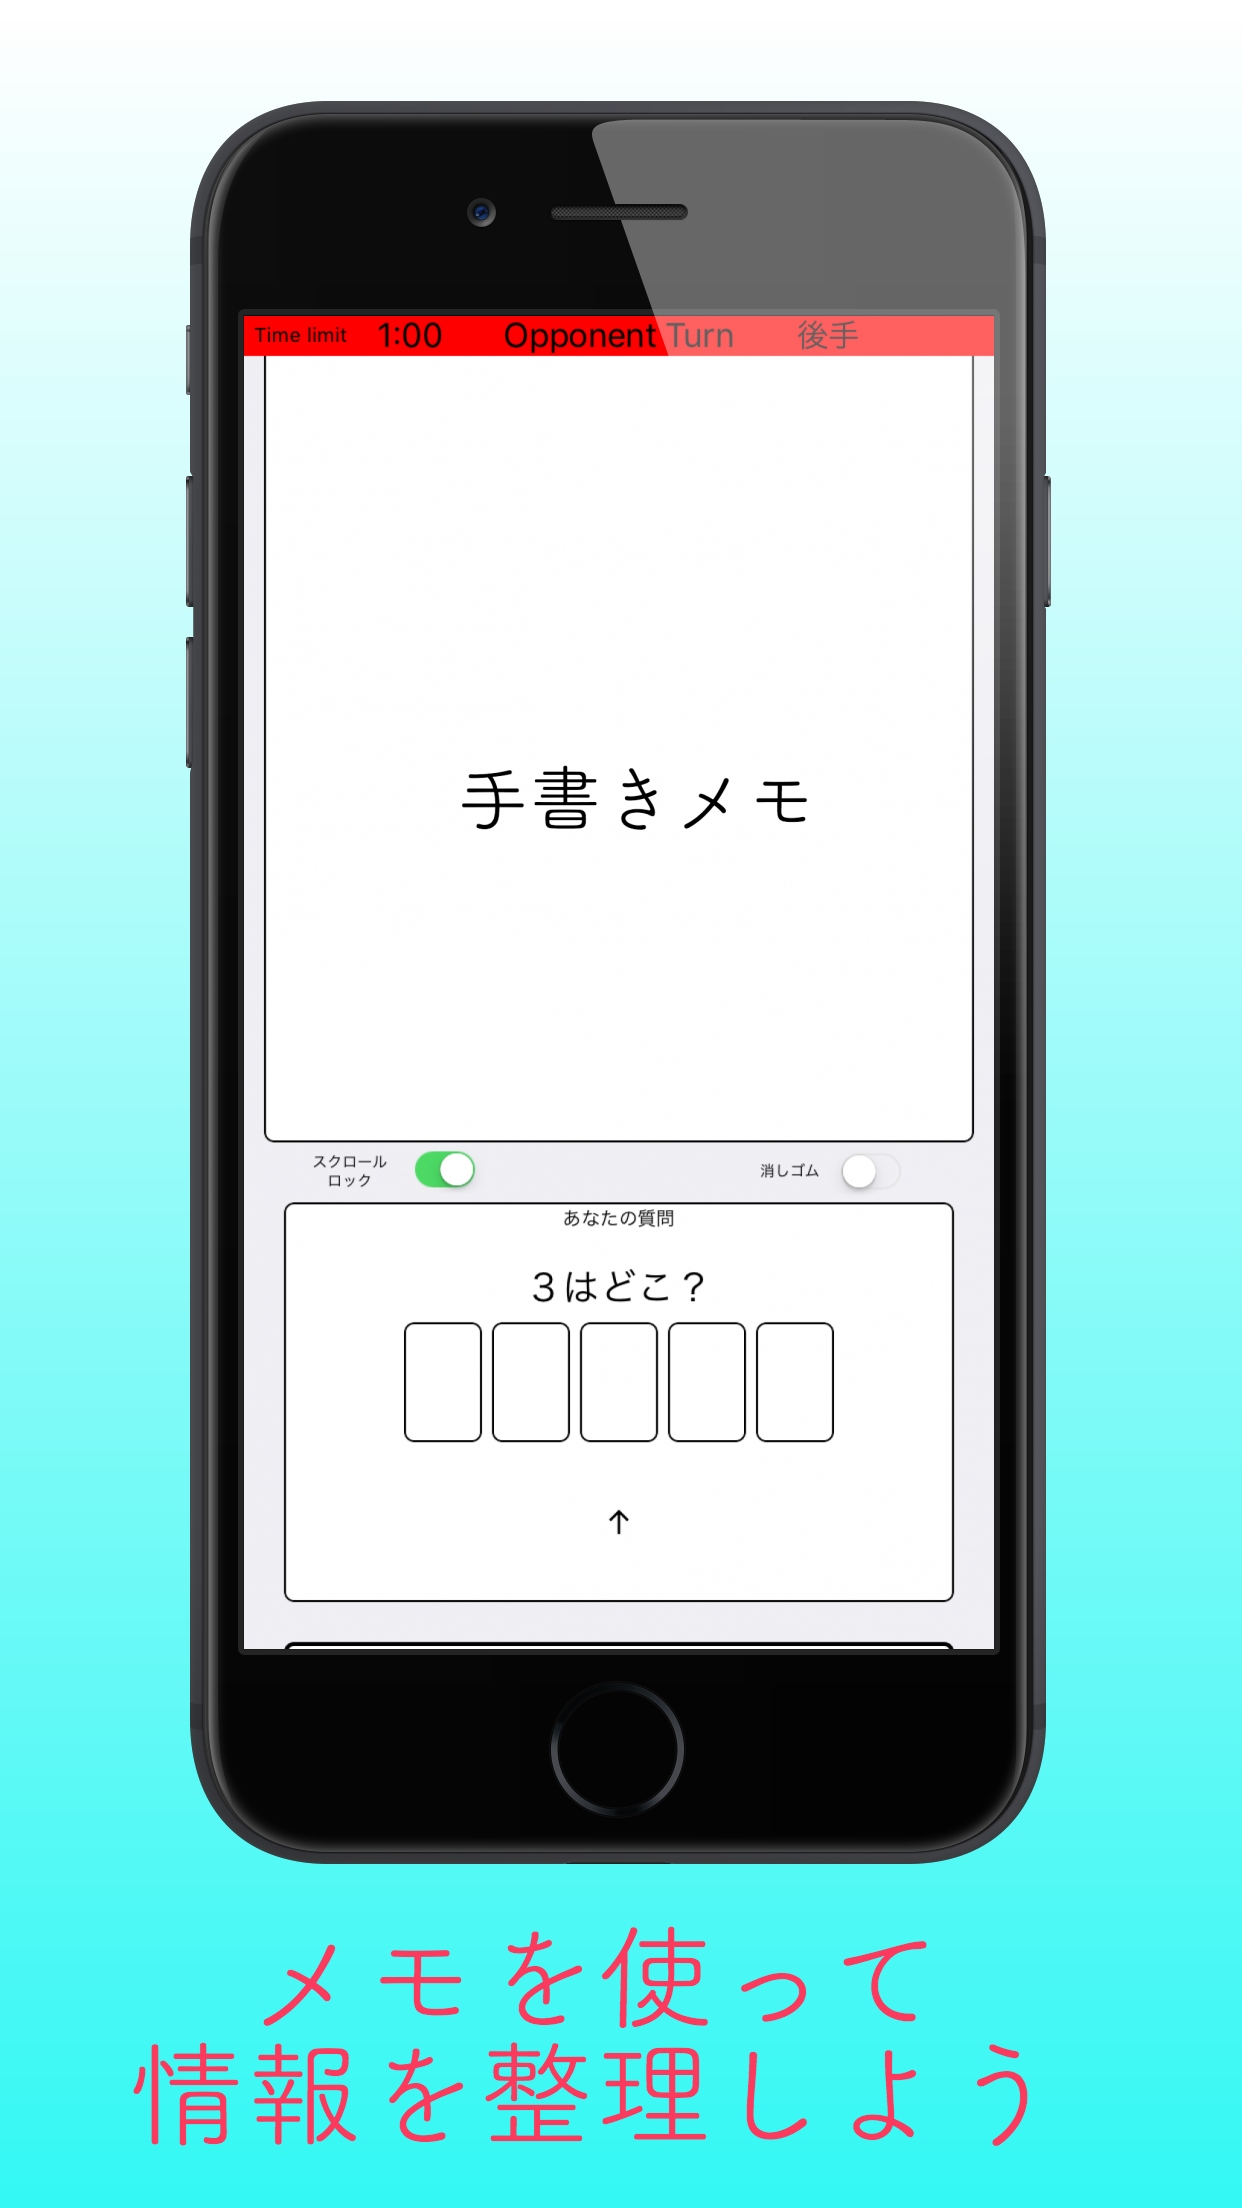 Time limit 1:00 Opponent Turn 後手
手書きメモ
スクロール
ロック
消しゴム
あなたの質問
3はどこ？
↑
メモを使って
情報を整理しよう